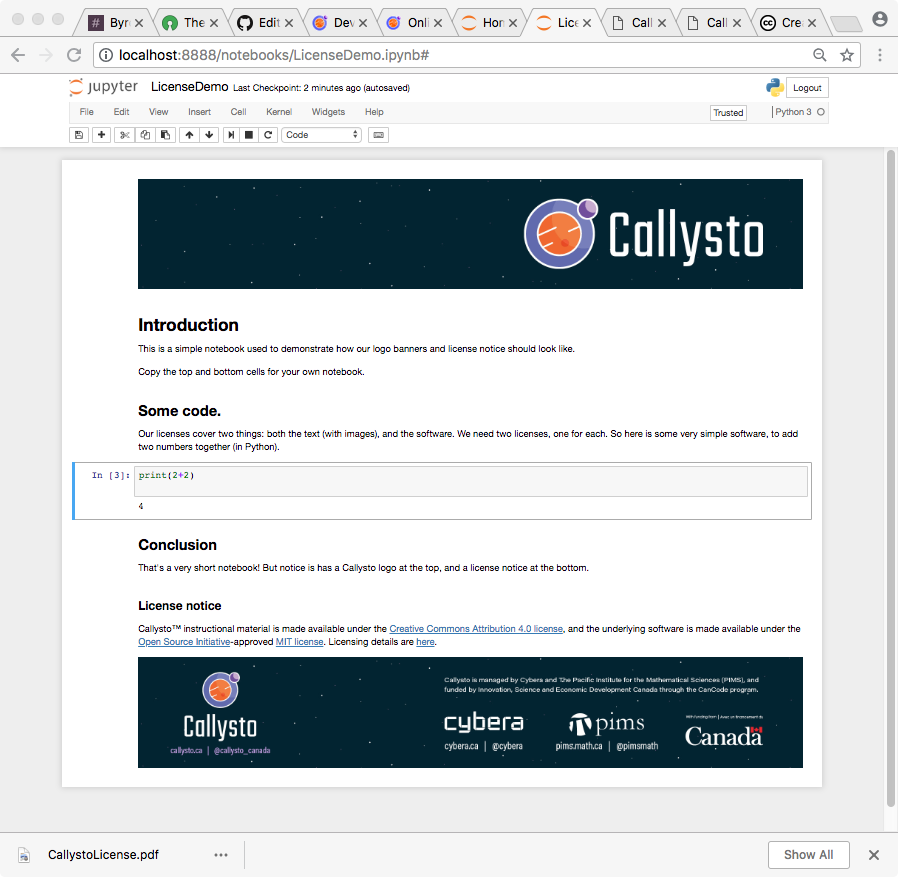 # Byr
The
Edit
Dev
Onli
Hon
Lice
Call
Call
cc Cre
localhost:8888/notebooks/LicenseDemo.ipynb#
jupyter LicenseDemo Last Checkpoint: 2 minutes ago (autosaved) Logout
File Edit View Insert Cell Kernel Widgets Help Trusted Python 3
Code
Callysto
Introduction
This is a simple notebook used to demonstrate how our logo banners and license notice should look like.
Copy the top and bottom cells for your own notebook.
Some code.
Our licenses cover two things: both the text (with images), and the software. We need two licenses, one for each. So here is some very simple software, to add
two numbers together (in Python).
In [3]: print(2+2)
4
Conclusion
That's a very short notebook! But notice is has a Callysto logo at the top, and a license notice at the bottom.
License notice
Callysto™ instructional material is made available under the Creative Commons Attribution 4.0 license, and the underlying software is made available under the
Open Source Initiative-approved MIT license. Licensing details are here.
Callysto is managed by Cybera and The Pacific Institute for the Mathematical Sciences (PIMS), and
funded by Innovation, Science and Economic Development Canada through the CanCode program.
Callysto
callysto.ca | @callysto_canada
cybera
cybera.ca | @cybera
pims
pims.math.ca | @pimsmath
Canada
CallystoLicense.pdf
Show All